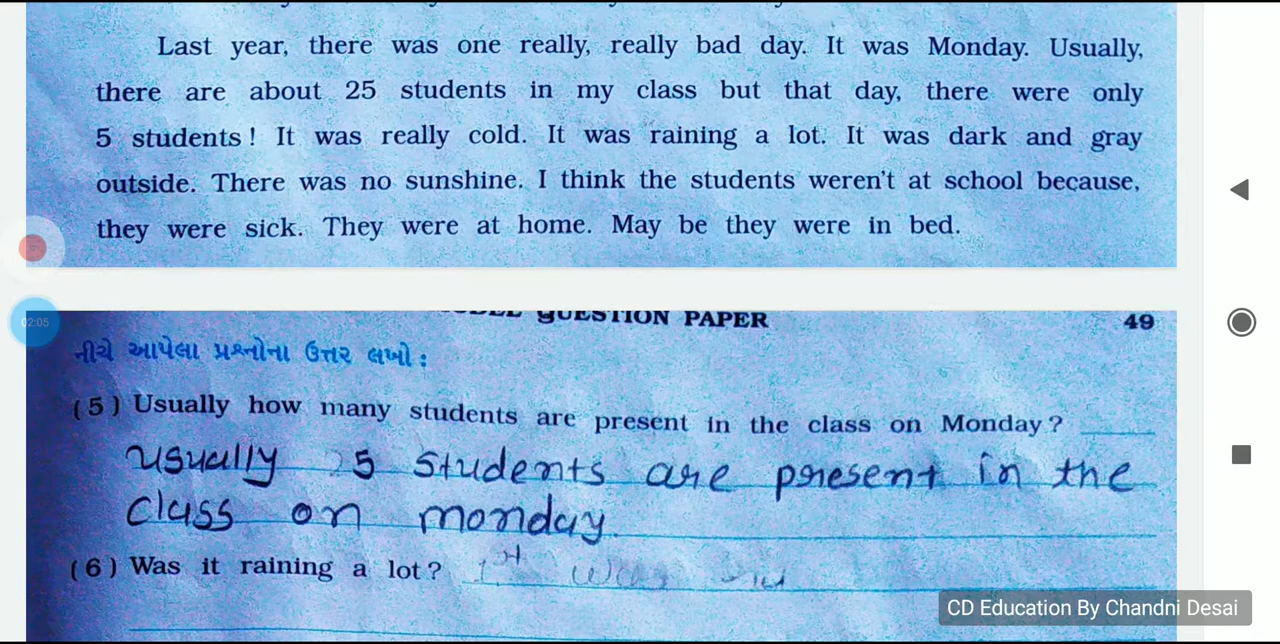 Last year, there was one really, really bad day. It was Monday. Usually,
there are about 25 students in my class but that day, there were only
5 students ! It was really cold. It was raining a lot. It was dark and gray
outside. There was no sunshine. I think the students weren't at school because,
they were sick. They were at home. May be they were in bed.
02:05
QUESTION PAPER 49
નીચે આપેલા પ્રશ્નોના ઉત્તર લખો :
(5) Usually how many students are present in the class on Monday ?
usually 5 students are present in the
class on monday.
(6) Was it raining a lot ? It was
CD Education By Chandni Desai